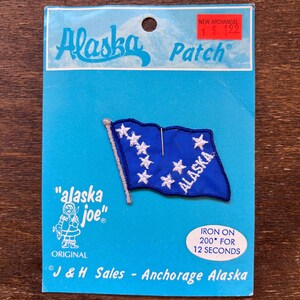 NEW ARCHANGEL
Alaska
Patch
ALASKA
"alaska
joe"©
ORIGINAL
IRON ON
200° FOR
12 SECONDS
© J & H Sales - Anchorage Alaska